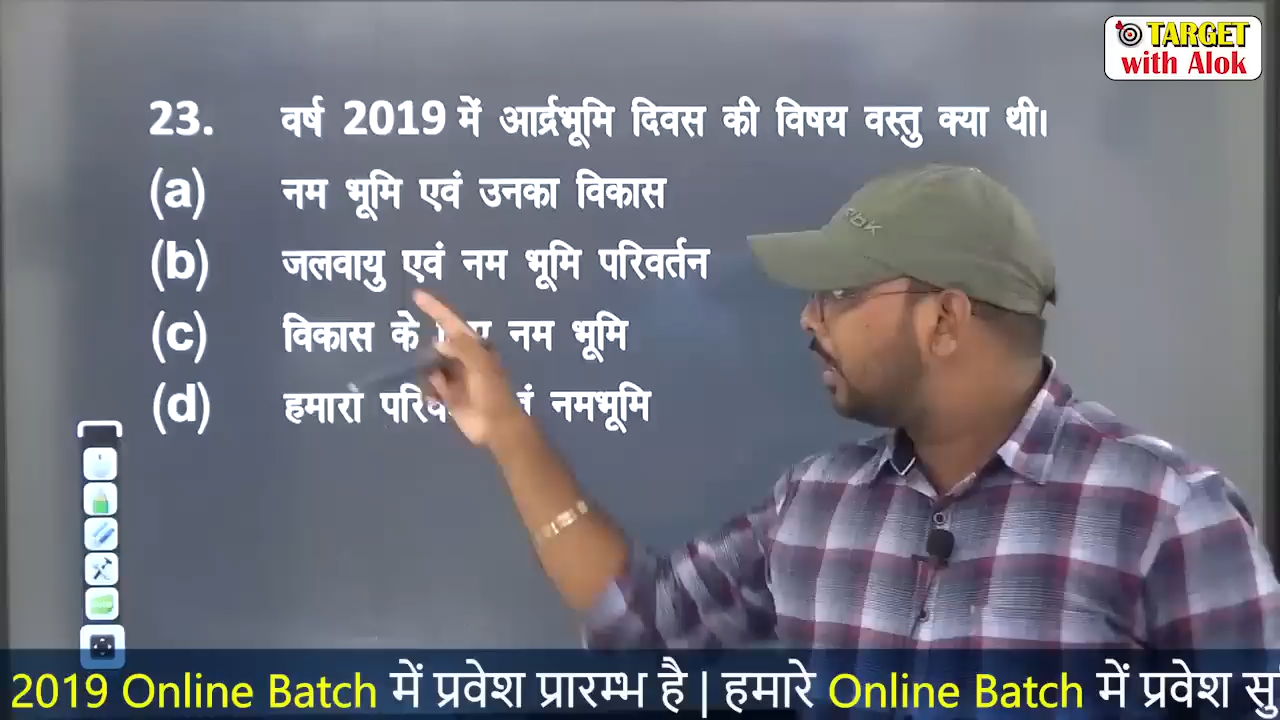 TARGET
with Alok
23. वर्ष 2019 में आर्द्रभूमि दिवस की विषय वस्तु क्या थी।
(a) नम भूमि एवं उनका विकास
(b) जलवायु एवं नम भूमि परिवर्तन
(c) विकास के नम भूमि
(d) हमारा नमभूमि
2019 Online Batch में प्रवेश प्रारम्भ है | हमारे Online Batch में प्रवेश सु